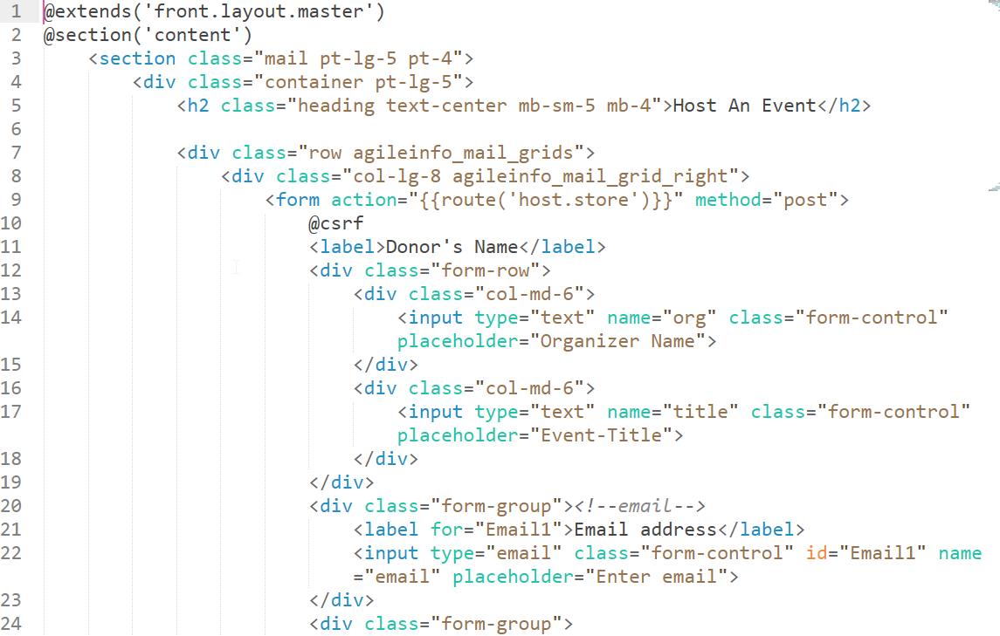 1 @extends('front.layout.master')
2 @section('content')
3 <section class="mail pt-lg-5 pt-4">
4 <div class="container pt-lg-5">
5 <h2 class="heading text-center mb-sm-5 mb-4">Host An Event</h2>
6
7 <div class="row agileinfo_mail_grids">
8 <div class="col-lg-8 agileinfo_mail_grid_right">
9 <form action="{{route('host.store')}}" method="post">
10 @csrf
11 <label>Donor's Name</label>
12 <div class="form-row">
13 <div class="col-md-6">
14 <input type="text" name="org" class="form-control"
placeholder="Organizer Name">
15 </div>
16 <div class="col-md-6">
17 <input type="text" name="title" class="form-control"
placeholder="Event-Title">
18 </div>
19 </div>
20 <div class="form-group"><!--email-->
21 <label for="Email1">Email address</label>
22 <input type="email" class="form-control" id="Email1" name
="email" placeholder="Enter email">
23 </div>
24 <div class="form-group">